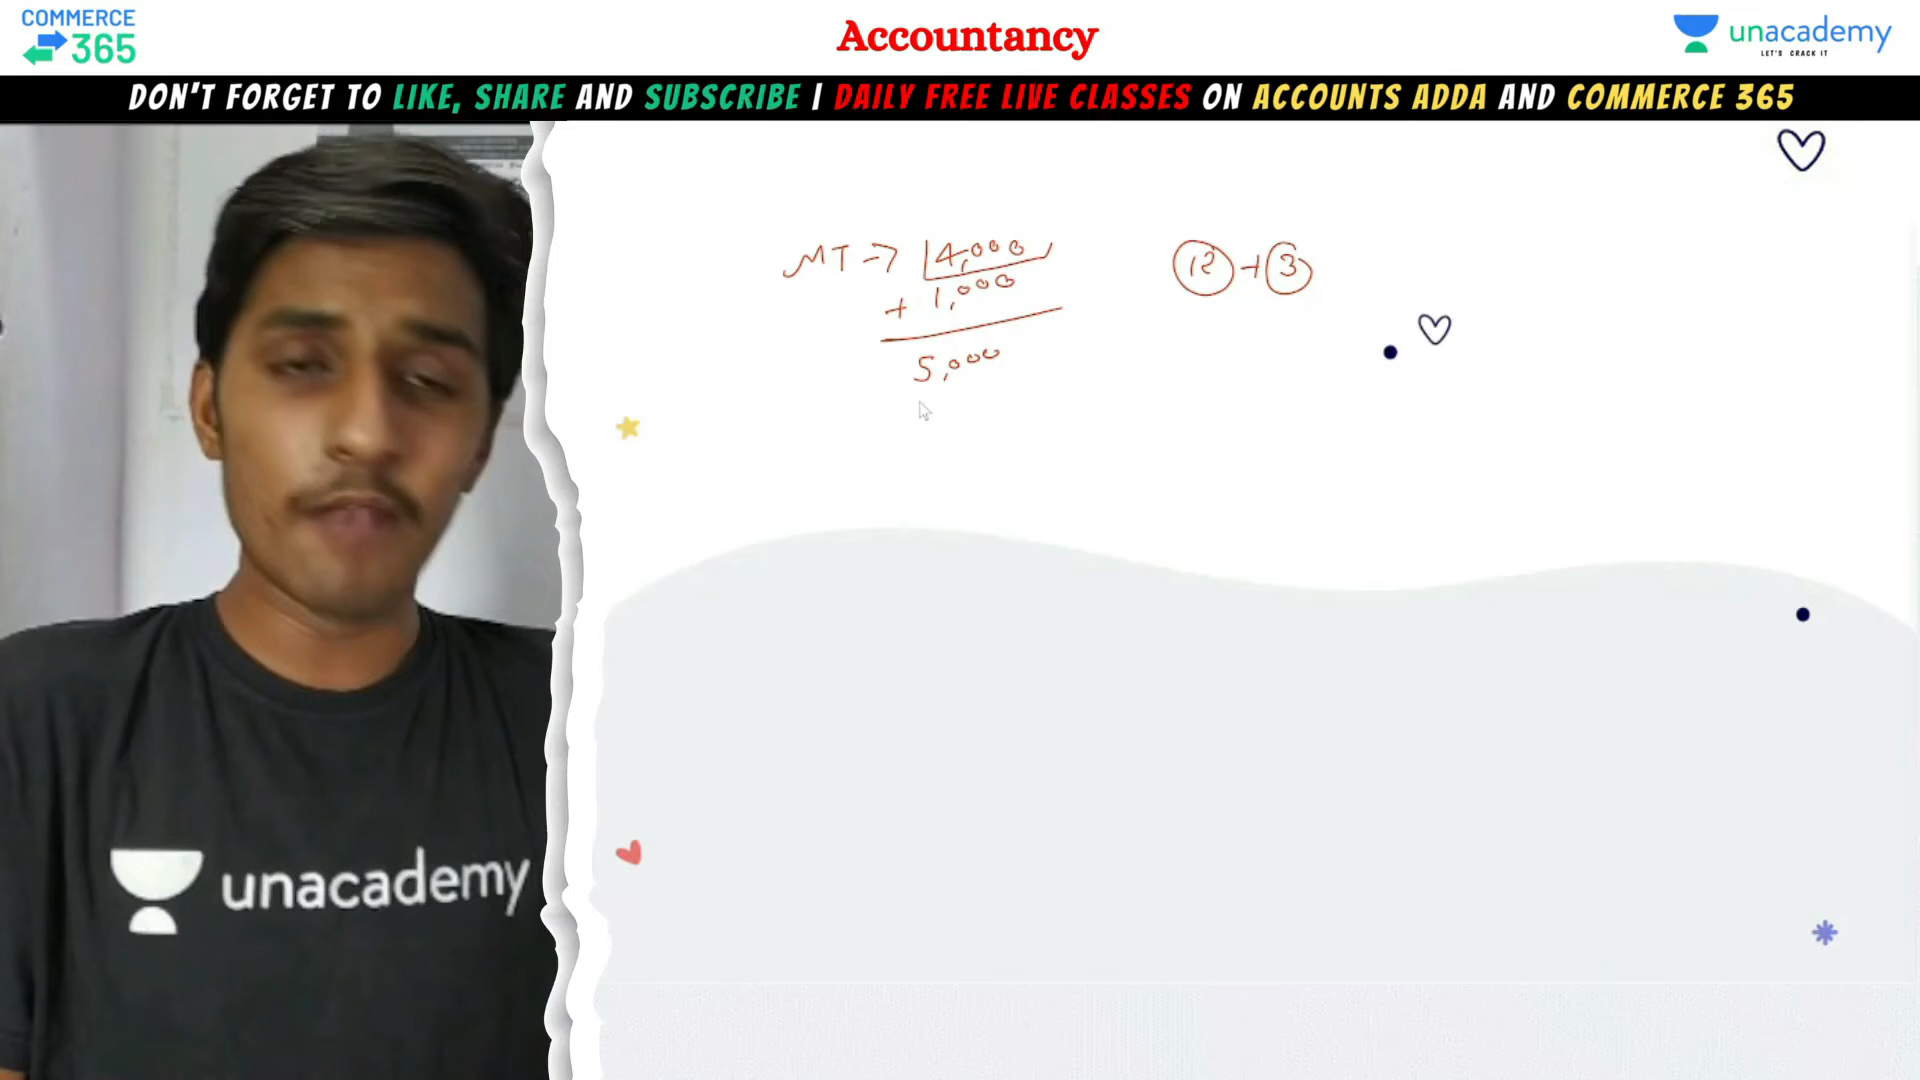 COMMERCE
365
Accountancy
unacademy
LET'S CRACK IT
DON'T FORGET TO LIKE, SHARE AND SUBSCRIBE | DAILY FREE LIVE CLASSES ON ACCOUNTS ADDA AND COMMERCE 365
MT -> 4,000
+ 1,000
5,000
12 + 3
unacademy